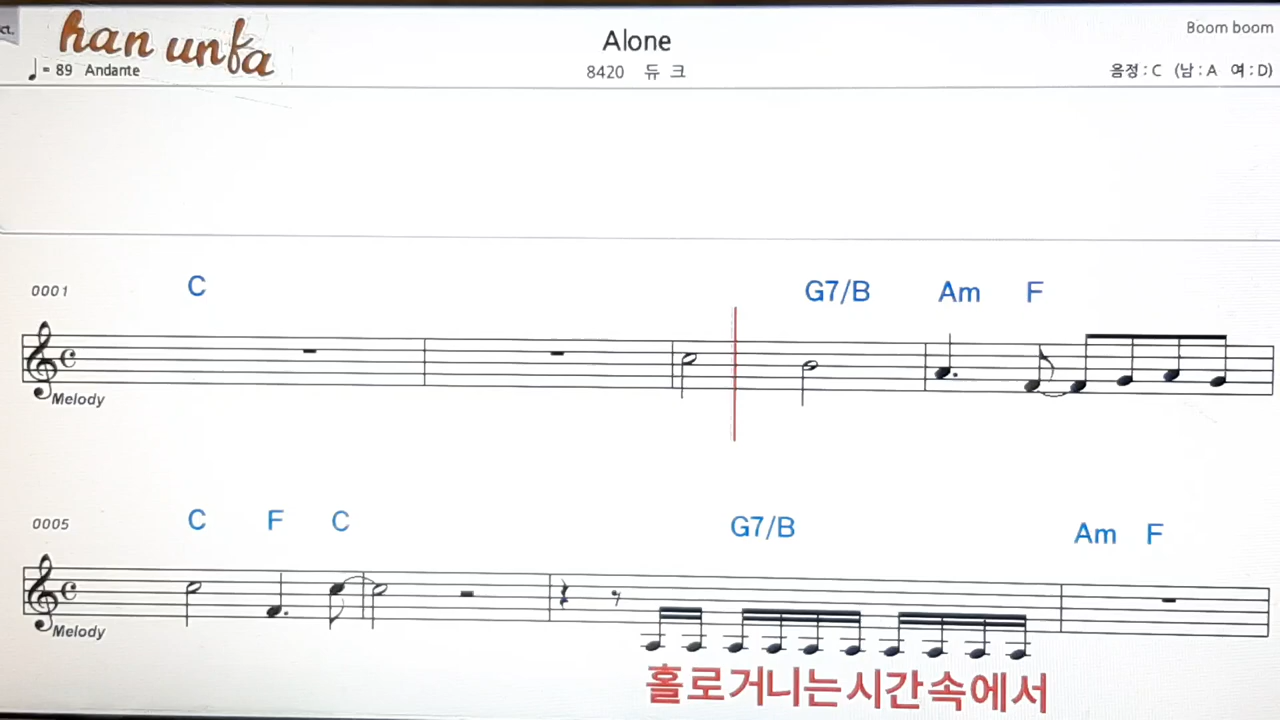 ct.
han unfa
Alone
Boom boom
♩= 89 Andante
8420 듀 크
음정 : C (남 : A 여 : D)
C G7/B Am F
0001
Melody
C F C G7/B Am F
0005
Melody
홀로거니는시간속에서